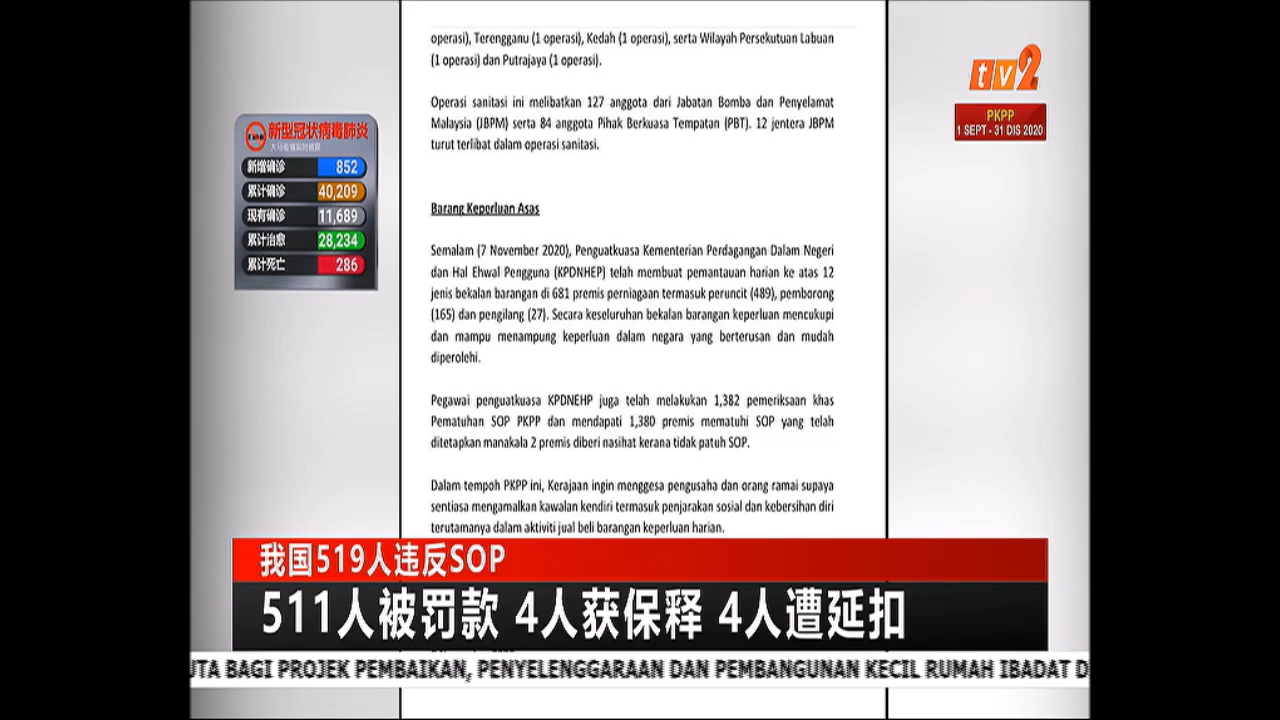 operasi), Terengganu (1 operasi), Kedah (1 operasi), serta Wilayah Persekutuan Labuan
(1 operasi) dan Putrajaya (1 operasi).
Operasi sanitasi ini melibatkan 127 anggota dari Jabatan Bomba dan Penyelamat
Malaysia (JBPM) serta 84 anggota Pihak Berkuasa Tempatan (PBT). 12 jentera JBPM
turut terlibat dalam operasi sanitasi.
Barang Keperluan Asas
Semalam (7 November 2020), Penguatkuasa Kementerian Perdagangan Dalam Negeri
dan Hal Ehwal Pengguna (KPDNHEP) telah membuat pemantauan harian ke atas 12
jenis bekalan barangan di 681 premis perniagaan termasuk peruncit (489), pemborong
(165) dan pengilang (27). Secara keseluruhan bekalan barangan keperluan mencukupi
dan mampu menampung keperluan dalam negara yang berterusan dan mudah
diperolehi.
Pegawai penguatkuasa KPDNEHP juga telah melakukan 1,382 pemeriksaan khas
Pematuhan SOP PKPP dan mendapati 1,380 premis mematuhi SOP yang telah
ditetapkan manakala 2 premis diberi nasihat kerana tidak patuh SOP.
Dalam tempoh PKPP ini, Kerajaan ingin menggesa pengusaha dan orang ramai supaya
sentiasa mengamalkan kawalan kendiri termasuk penjarakan sosial dan kebersihan diri
terutamanya dalam aktiviti jual beli barangan keperluan harian.
新型冠状病毒肺炎
新增确诊 852
累计确诊 40,209
现有确诊 11,689
累计治愈 28,234
累计死亡 286
tv2
PKPP
1 SEPT - 31 DIS 2020
我国519人违反SOP
511人被罚款 4人获保释 4人遭延扣
UTA BAGI PROJEK PEMBAIKAN, PENYELENGGARAAN DAN PEMBANGUNAN KECIL RUMAH IBADAT D